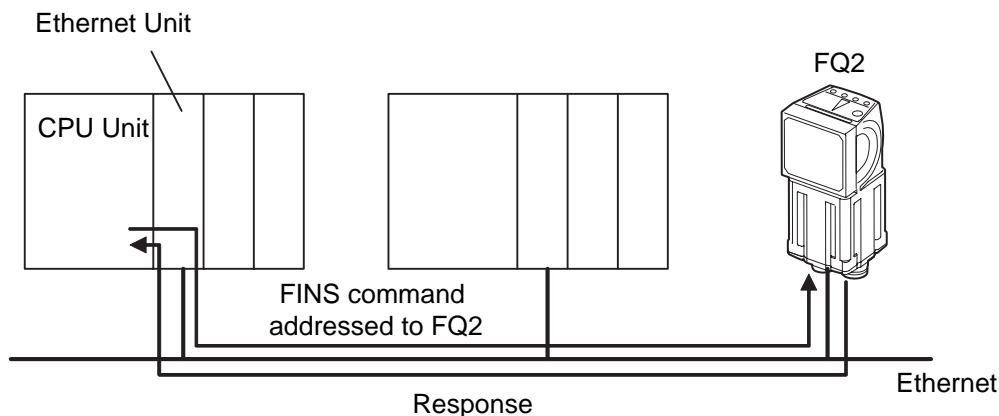 Ethernet Unit
FQ2
CPU Unit
FINS command
addressed to FQ2
Ethernet
Response